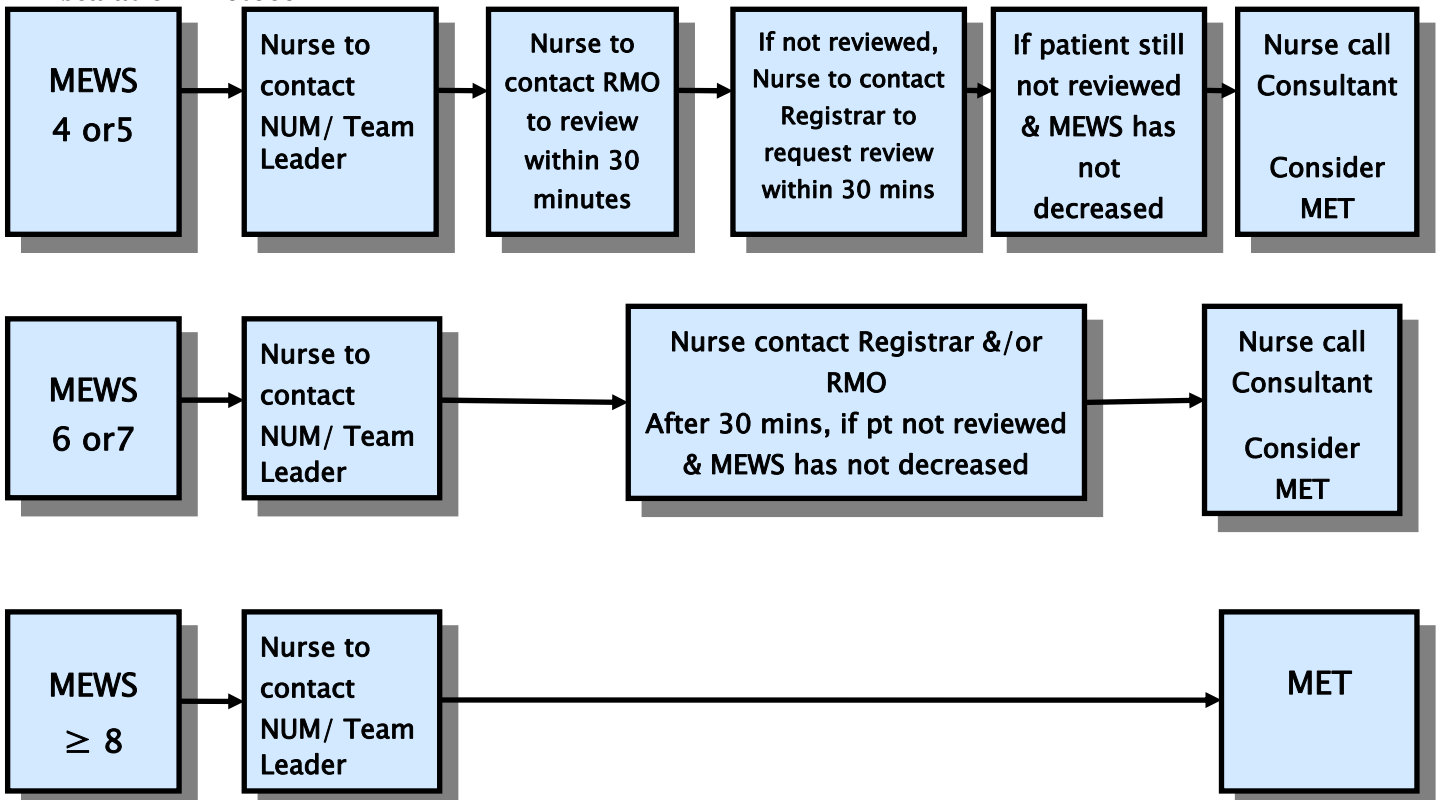 MEWS
4 or5
Nurse to
contact
NUM/ Team
Leader
Nurse to
contact RMO
to review
within 30
minutes
If not reviewed,
Nurse to contact
Registrar to
request review
within 30 mins
If patient still
not reviewed
& MEWS has
not
decreased
Nurse call
Consultant
Consider
MET
MEWS
6 or7
Nurse to
contact
NUM/ Team
Leader
Nurse contact Registrar &/or
RMO
After 30 mins, if pt not reviewed
& MEWS has not decreased
Nurse call
Consultant
Consider
MET
MEWS
≥ 8
Nurse to
contact
NUM/ Team
Leader
MET